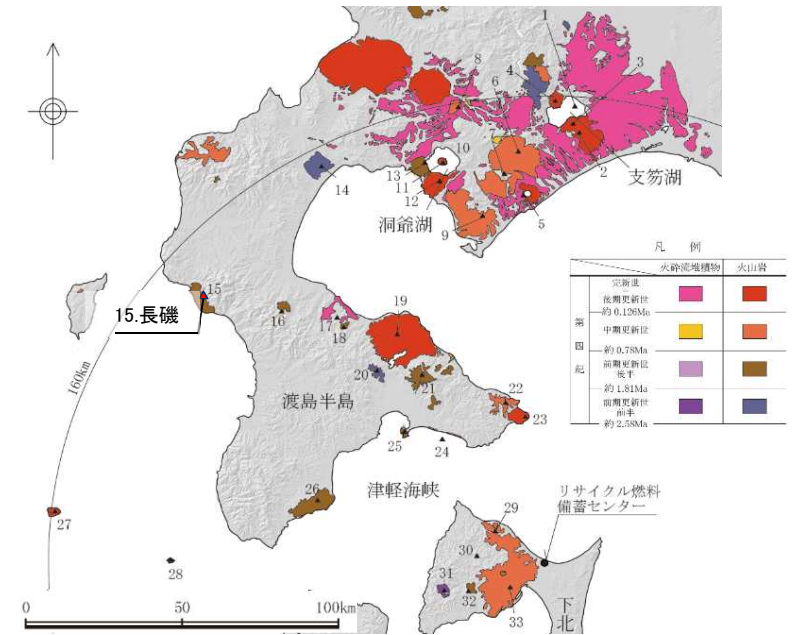 1
8
6
4
3
10
13
11
12
14
2
支笏湖
洞爺湖
5
9
凡 例
火砕流堆積物 火山岩
完新世
後期更新世
約 0.126Ma
第
中期更新世
四
約 0.78Ma
紀
前期更新世
後半
約 1.81Ma
前期更新世
前半
約 2.58Ma
15
15.長磯
16
17
18
19
160km
20
21
渡島半島
22
23
25
24
津軽海峡
26
リサイクル燃料
備蓄センター
27
28
29
30
31
32
33
下
北
0 50 100km